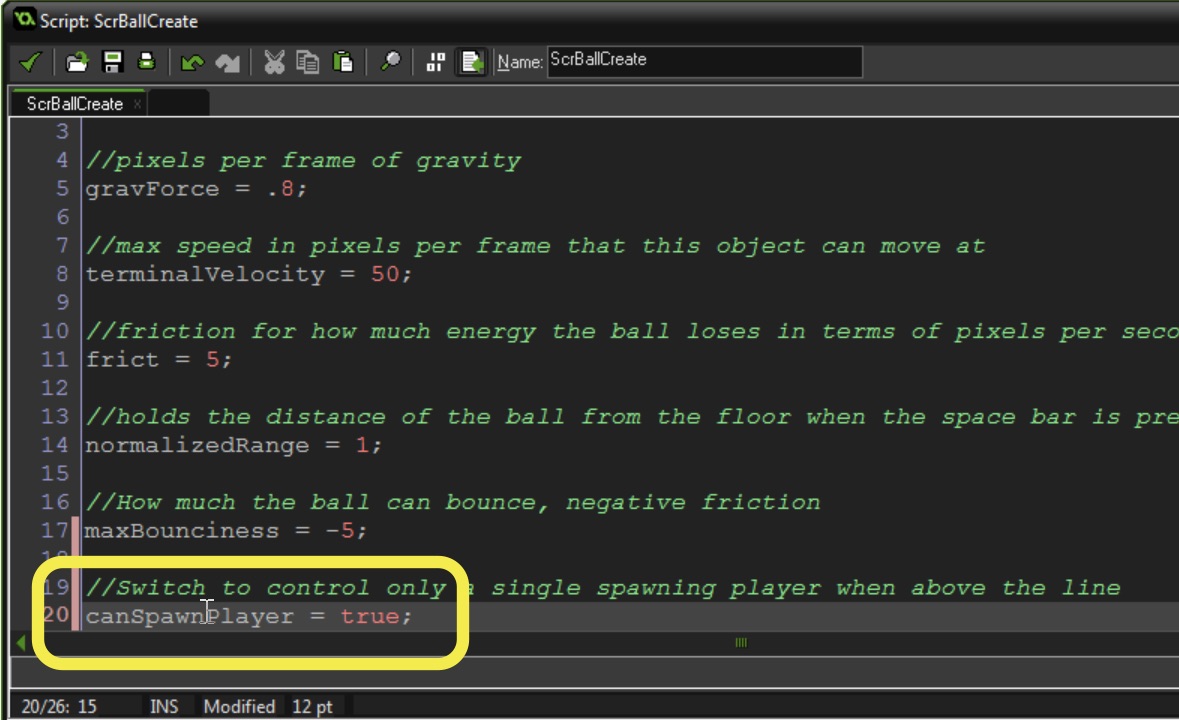 Script: ScrBallCreate
Name: ScrBallCreate
ScrBallCreate
3
4 //pixels per frame of gravity
5 gravForce = .8;
6
7 //max speed in pixels per frame that this object can move at
8 terminalVelocity = 50;
9
10 //friction for how much energy the ball loses in terms of pixels per seco
11 frict = 5;
12
13 //holds the distance of the ball from the floor when the space bar is pre
14 normalizedRange = 1;
15
16 //How much the ball can bounce, negative friction
17 maxBounciness = -5;
18
19 //Switch to control only a single spawning player when above the line
20 canSpawnPlayer = true;
20/26: 15 INS Modified 12 pt